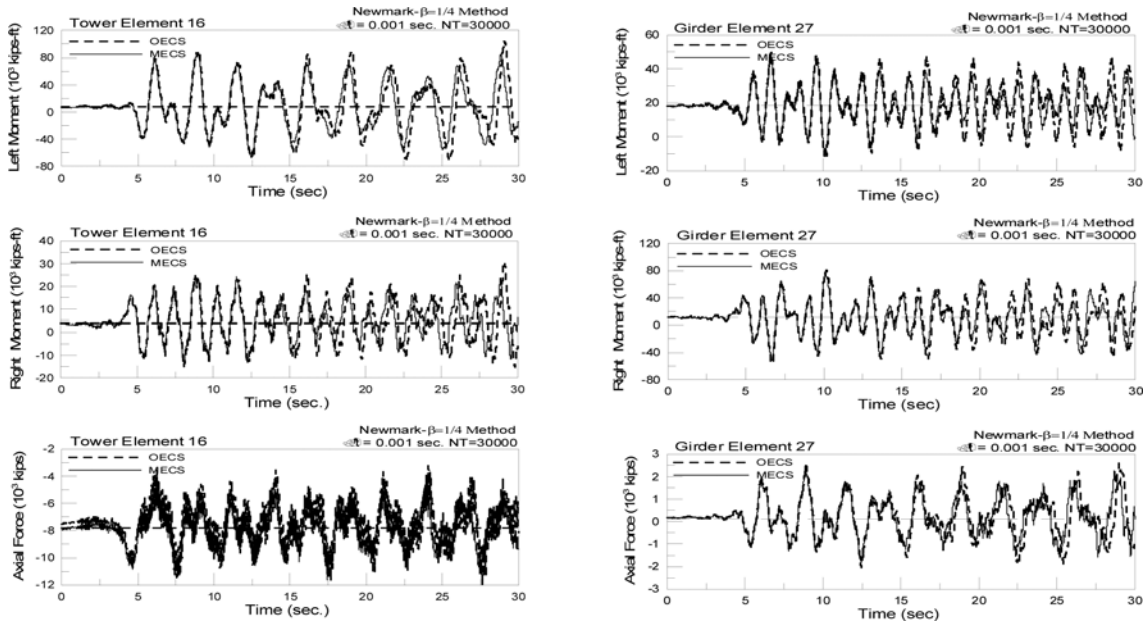 Tower Element 16
Newmark-β=1/4 Method
= 0.001 sec. NT=30000
OECS
MECS
Left Moment (10³ kips-ft)
120
80
40
0
-40
-80
0 5 10 15 20 25 30
Time (sec)
Tower Element 16
Newmark-β=1/4 Method
= 0.001 sec. NT=30000
OECS
MECS
Right Moment (10³ kips-ft)
40
30
20
10
0
-10
-20
0 5 10 15 20 25 30
Time (sec.)
Tower Element 16
Newmark-β=1/4 Method
= 0.001 sec. NT=30000
OECS
MECS
Axial Force (10³ kips)
-2
-4
-6
-8
-10
-12
0 5 10 15 20 25 30
Time (sec.)
Girder Element 27
Newmark-β=1/4 Method
= 0.001 sec. NT=30000
OECS
MECS
Left Moment (10³ kips-ft)
60
40
20
0
-20
0 5 10 15 20 25 30
Time (sec)
Girder Element 27
Newmark-β=1/4 Method
= 0.001 sec. NT=30000
OECS
MECS
Right Moment (10³ kips-ft)
120
80
40
0
-40
-80
0 5 10 15 20 25 30
Time (sec.)
Girder Element 27
Newmark-β=1/4 Method
= 0.001 sec. NT=30000
OECS
MECS
Axial Force (10³ kips)
3
2
1
0
-1
-2
-3
0 5 10 15 20 25 30
Time (sec.)